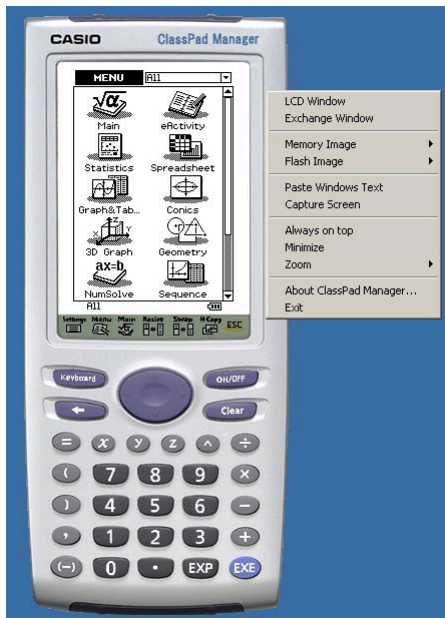 CASIO ClassPad Manager
MENU All
√α
Main eActivity
Statistics Spreadsheet
Graph&Tab... Conics
3D Graph Geometry
ax=b
NumSolve Sequence
All
Settings Menu Main Resize Swap H-Copy ESC
Keyboard ON/OFF
Clear
= x y z ^ ÷
( 7 8 9 ×
) 4 5 6 −
, 1 2 3 +
(−) 0 · EXP EXE
LCD Window
Exchange Window
Memory Image
Flash Image
Paste Windows Text
Capture Screen
Always on top
Minimize
Zoom
About ClassPad Manager...
Exit